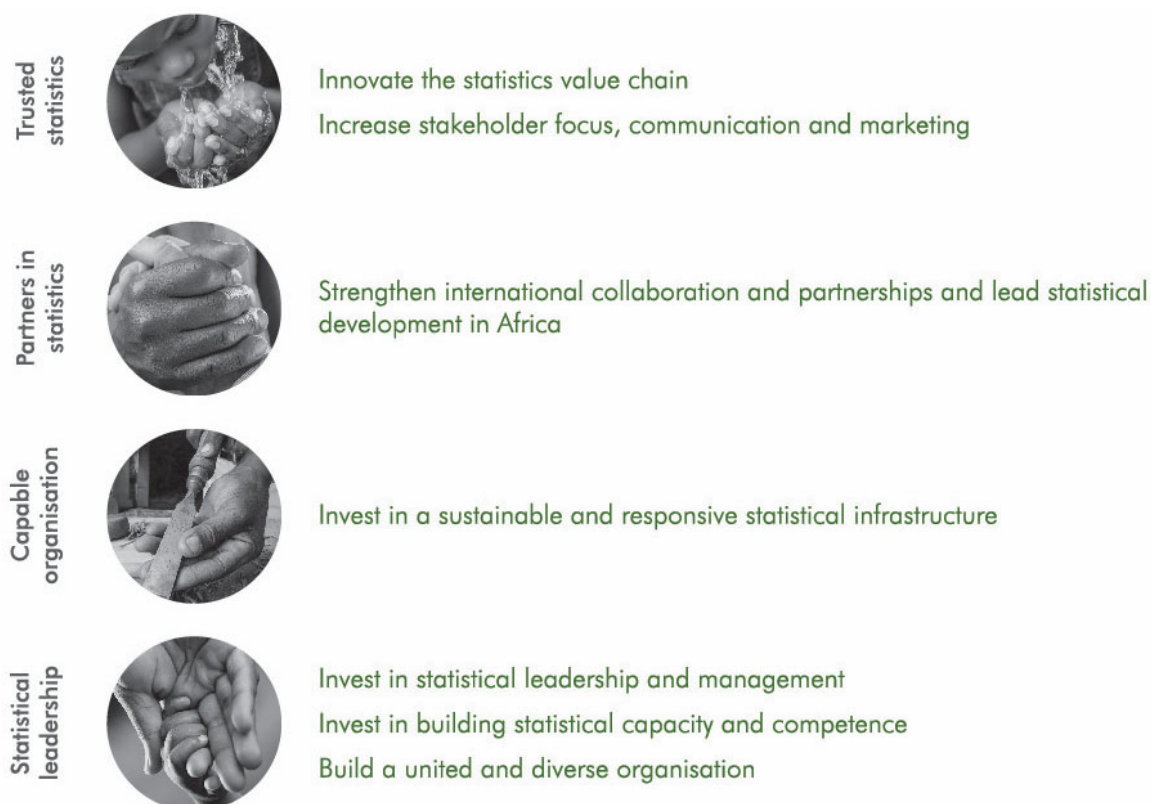 Trusted
statistics
Innovate the statistics value chain
Increase stakeholder focus, communication and marketing
Partners in
statistics
Strengthen international collaboration and partnerships and lead statistical
development in Africa
Capable
organisation
Invest in a sustainable and responsive statistical infrastructure
Statistical
leadership
Invest in statistical leadership and management
Invest in building statistical capacity and competence
Build a united and diverse organisation